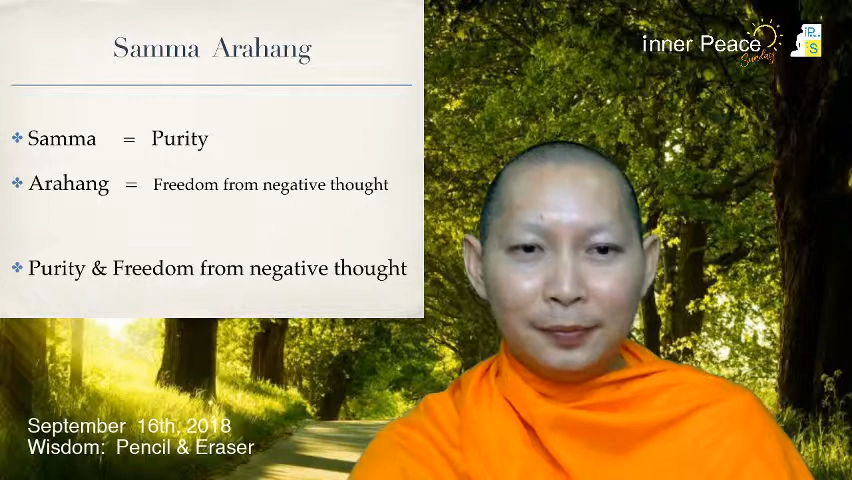 Samma Arahang
Samma = Purity
Arahang = Freedom from negative thought
Purity & Freedom from negative thought
inner Peace
Sunday
P..
S
September 16th, 2018
Wisdom: Pencil & Eraser